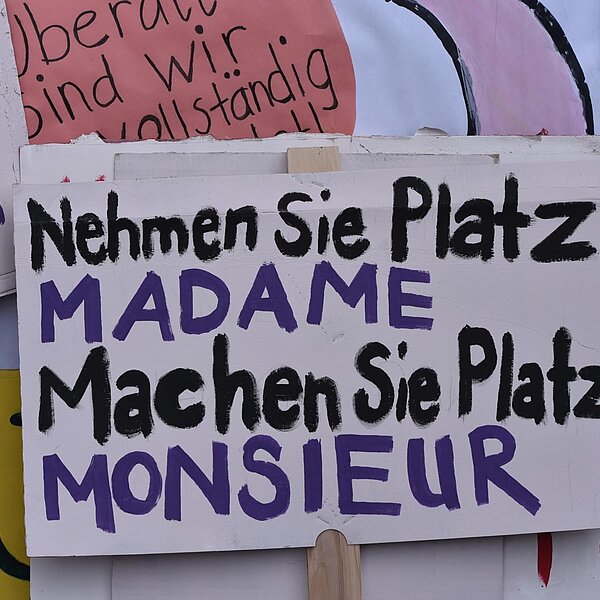 Überall
sind wir
vollständig
Nehmen Sie Platz
MADAME
Machen Sie Platz
MONSIEUR